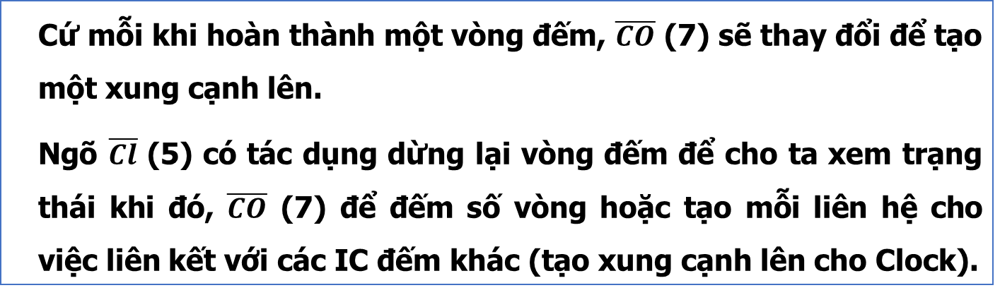 Cứ mỗi khi hoàn thành một vòng đếm, $\overline{CO}$ (7) sẽ thay đổi để tạo
một xung cạnh lên.
Ngõ $\overline{Cl}$ (5) có tác dụng dừng lại vòng đếm để cho ta xem trạng
thái khi đó, $\overline{CO}$ (7) để đếm số vòng hoặc tạo mỗi liên hệ cho
việc liên kết với các IC đếm khác (tạo xung cạnh lên cho Clock).